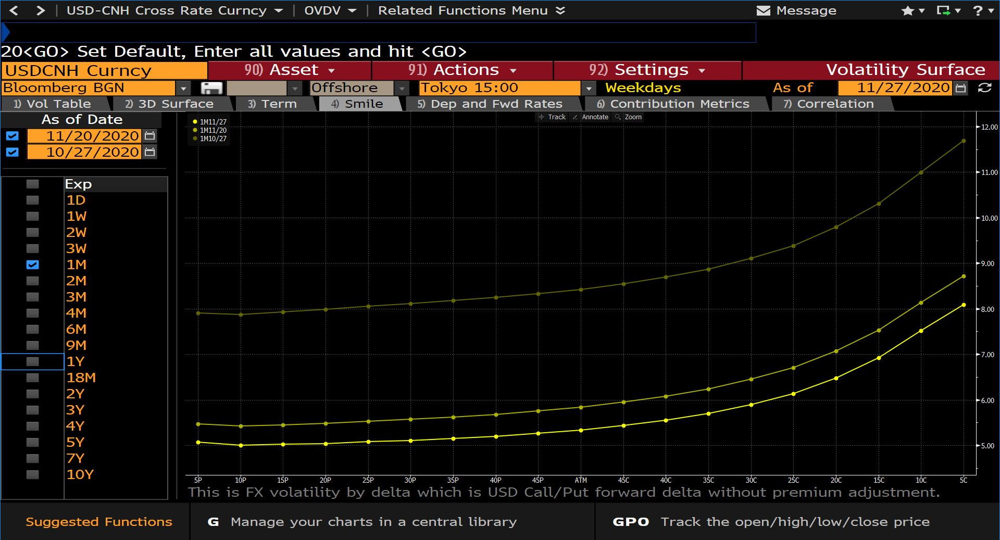 USD-CNH Cross Rate Curncy OVDV Related Functions Menu Message ?
20<GO> Set Default, Enter all values and hit <GO>
USDCNH Curncy 90) Asset 91) Actions 92) Settings Volatility Surface
Bloomberg BGN Offshore Tokyo 15:00 Weekdays As of 11/27/2020
1) Vol Table 2) 3D Surface 3) Term 4) Smile 5) Dep and Fwd Rates 6) Contribution Metrics 7) Correlation
As of Date
11/20/2020
10/27/2020
Exp
1D
1W
2W
3W
1M
2M
3M
4M
6M
9M
1Y
18M
2Y
3Y
4Y
5Y
7Y
10Y
Track Annotate Zoom
1M11/27
1M11/20
1M10/27
12.00
11.00
10.00
9.00
8.00
7.00
6.00
5.00
5P 10P 15P 20P 25P 30P 35P 40P 45P ATM 45C 40C 35C 30C 25C 20C 15C 10C 5C
This is FX volatility by delta which is USD Call/Put forward delta without premium adjustment.
Suggested Functions G Manage your charts in a central library GPO Track the open/high/low/close price